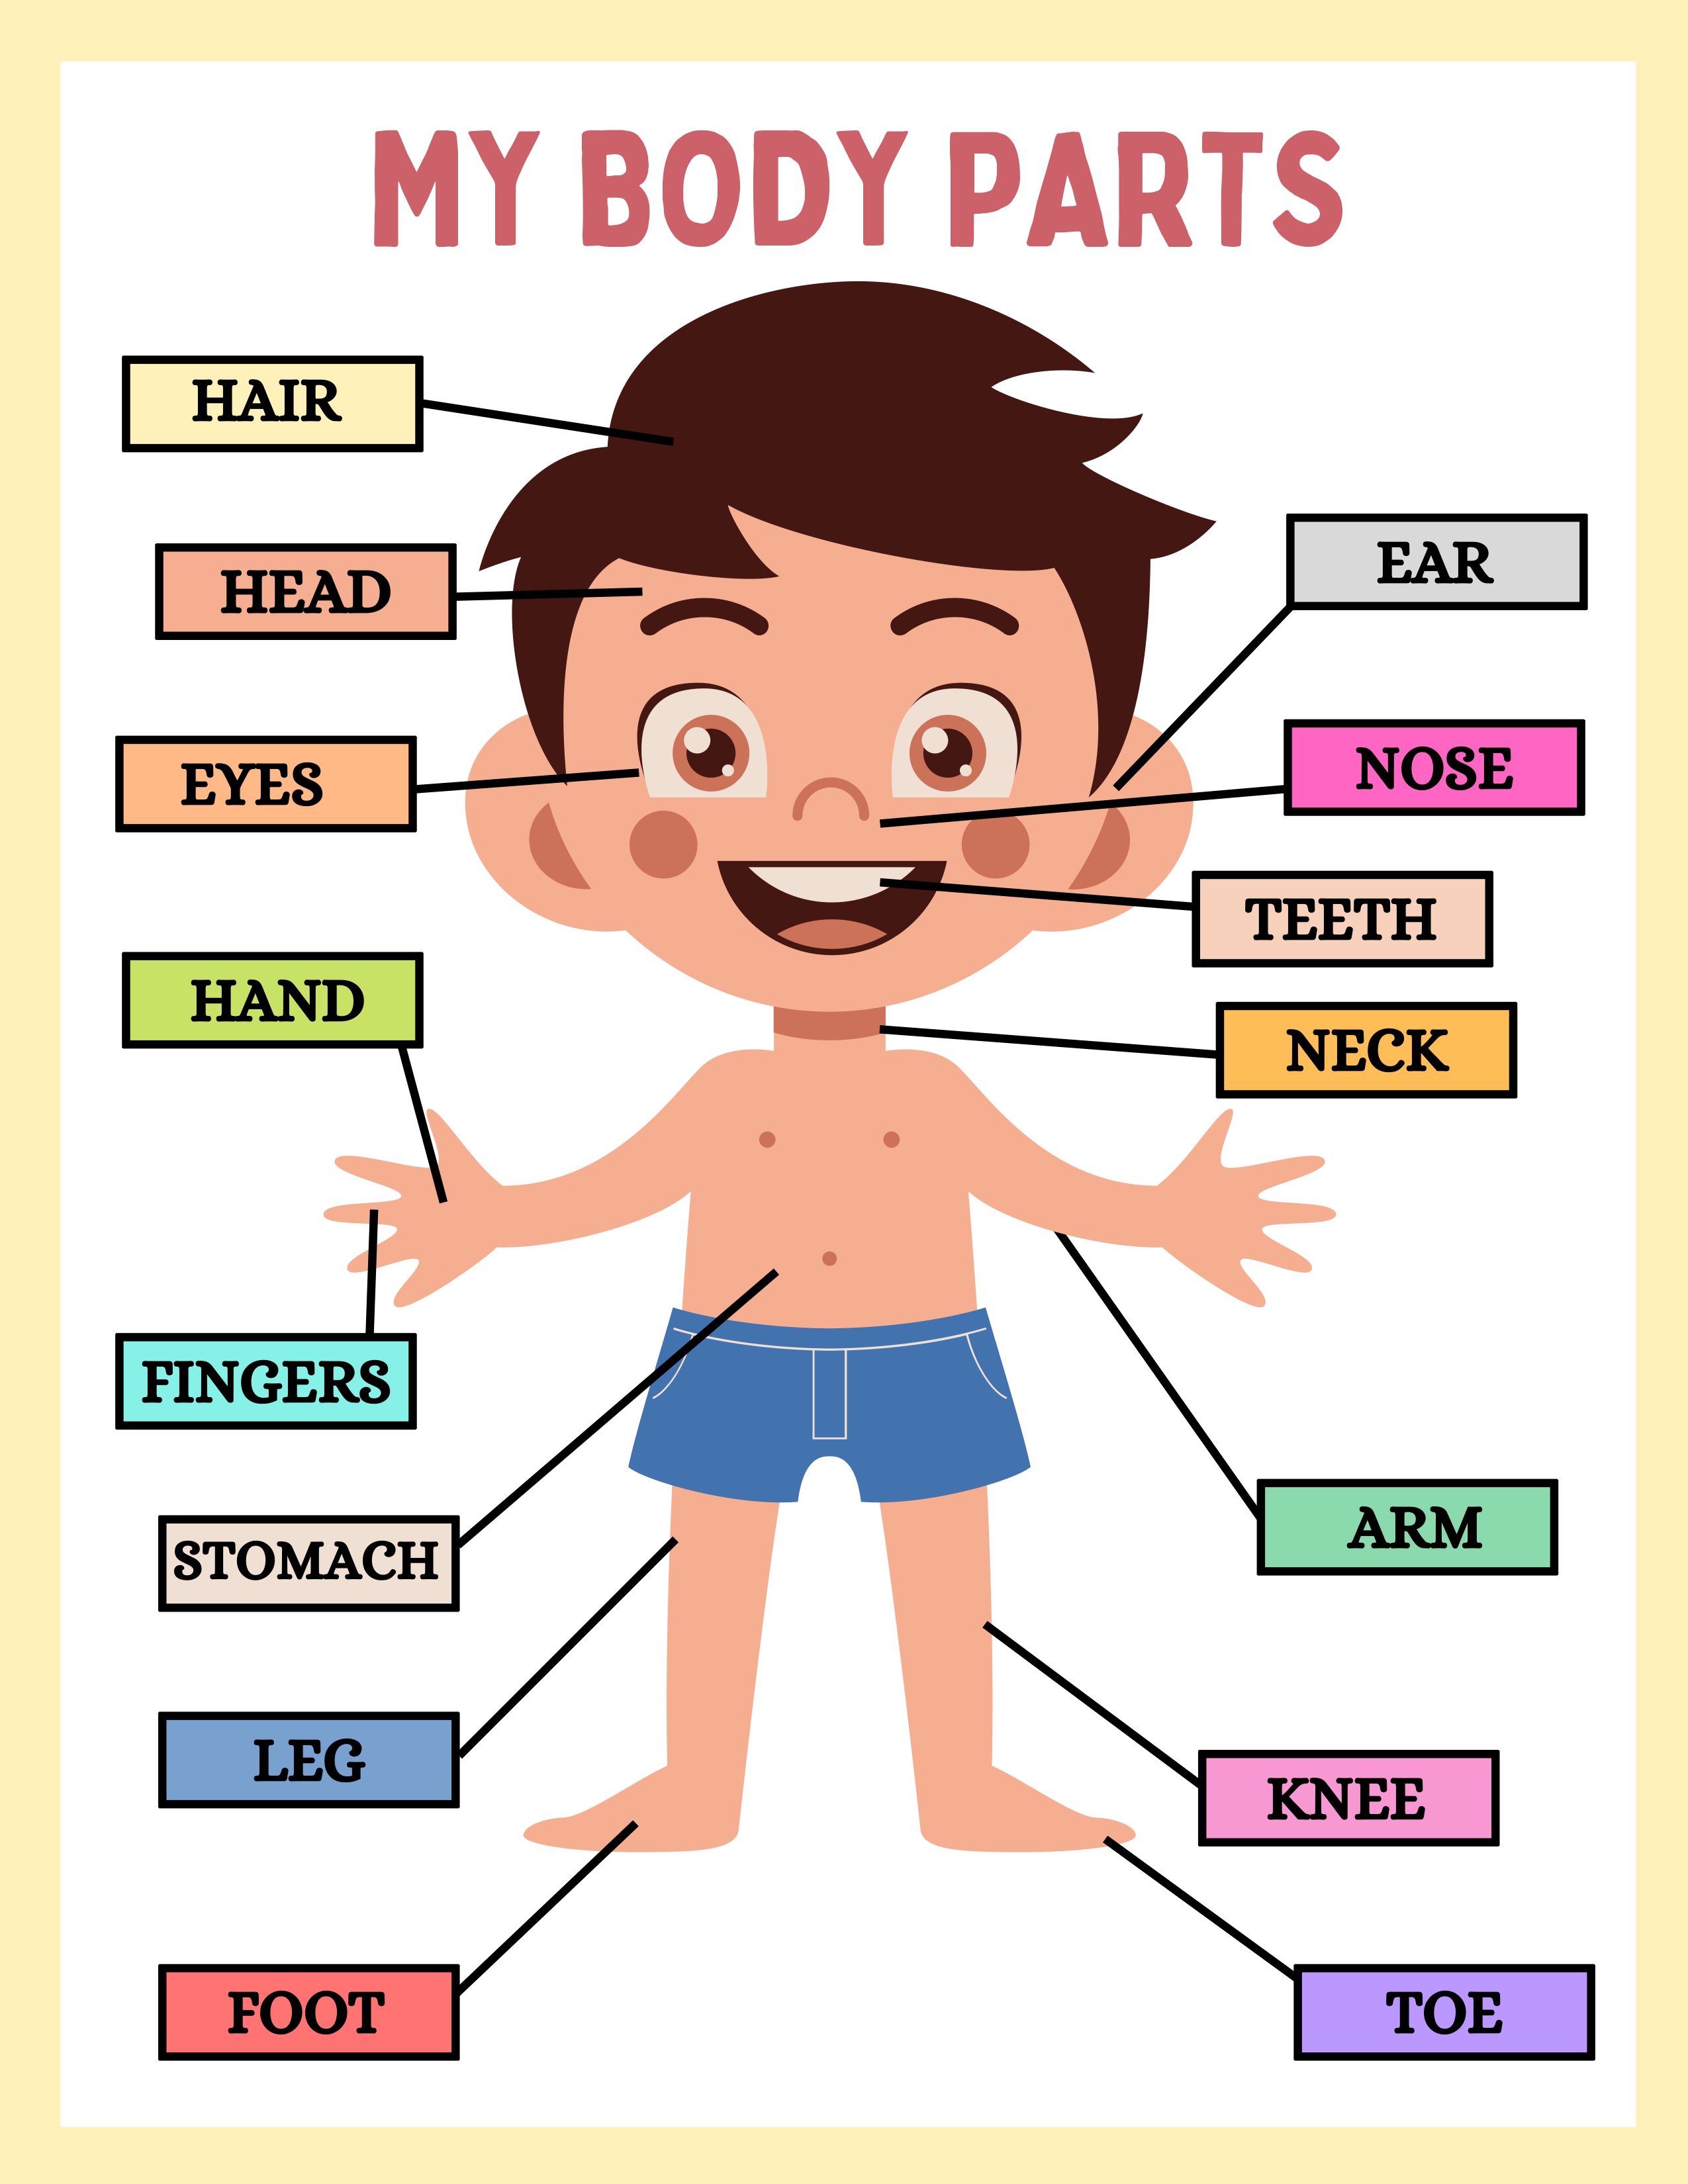 MY BODY PARTS
HAIR
HEAD
EAR
EYES
NOSE
TEETH
HAND
NECK
FINGERS
STOMACH
ARM
LEG
KNEE
FOOT
TOE